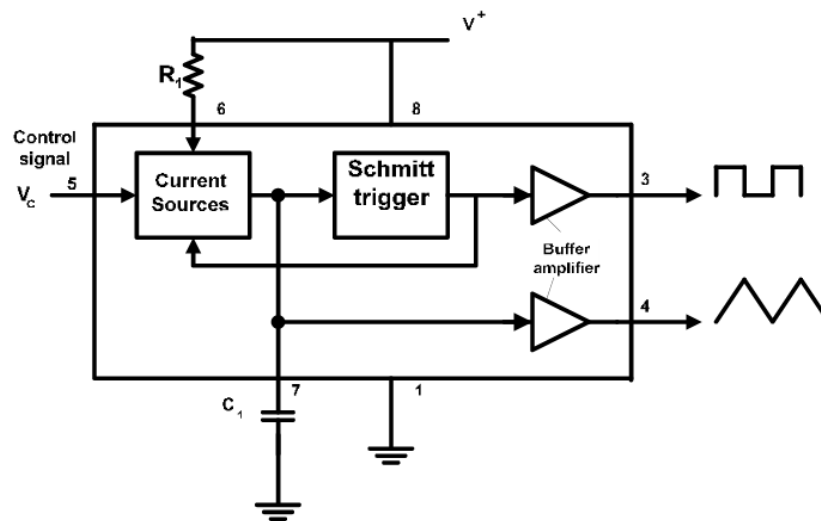 V+
R1
6
8
Control
signal
5
Vc
Current
Sources
Schmitt
trigger
3
Buffer
amplifier
4
7
1
C1